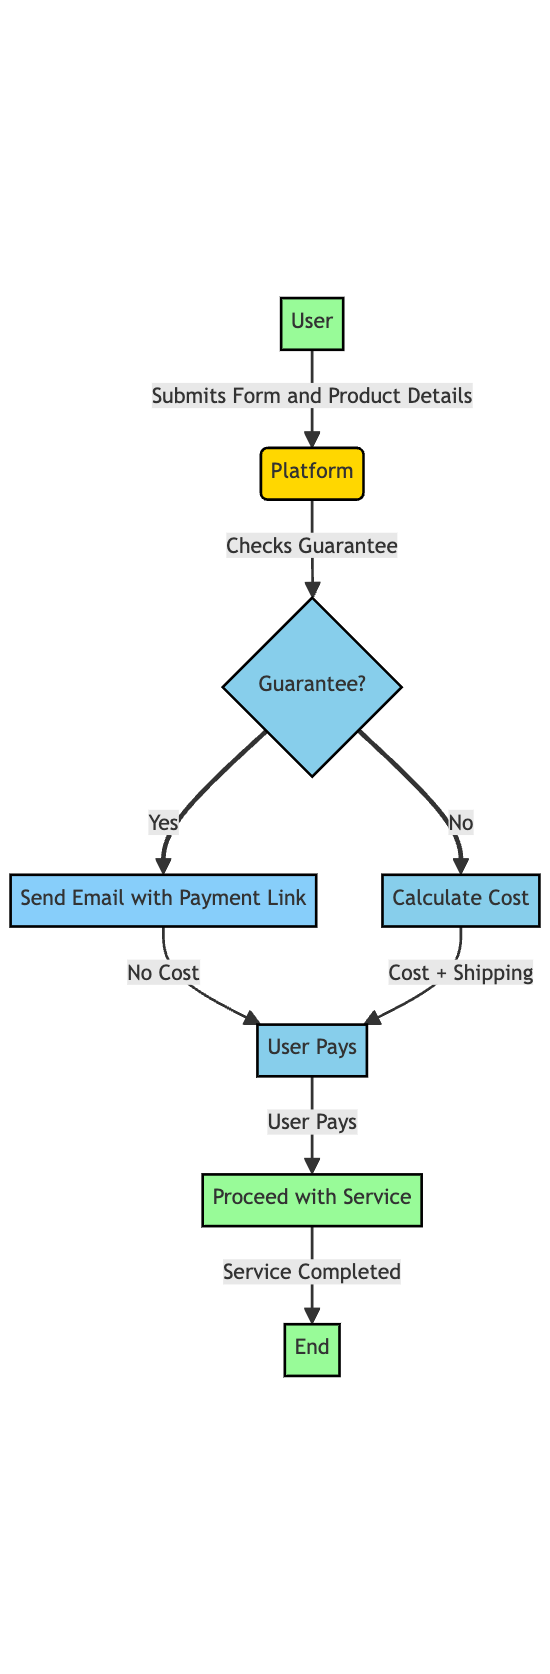 User
Submits Form and Product Details
Platform
Checks Guarantee
Guarantee?
Yes
No
Send Email with Payment Link
Calculate Cost
No Cost
Cost + Shipping
User Pays
User Pays
Proceed with Service
Service Completed
End